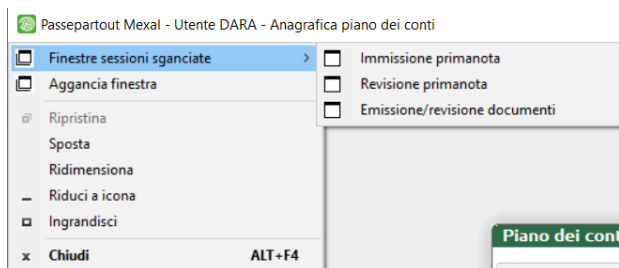 Passepartout Mexal - Utente DARA - Anagrafica piano dei conti
Finestre sessioni sganciate
Immissione primanota
Aggancia finestra
Revisione primanota
Emissione/revisione documenti
Ripristina
Sposta
Ridimensiona
Riduci a icona
Ingrandisci
Piano dei cont
Chiudi ALT+F4